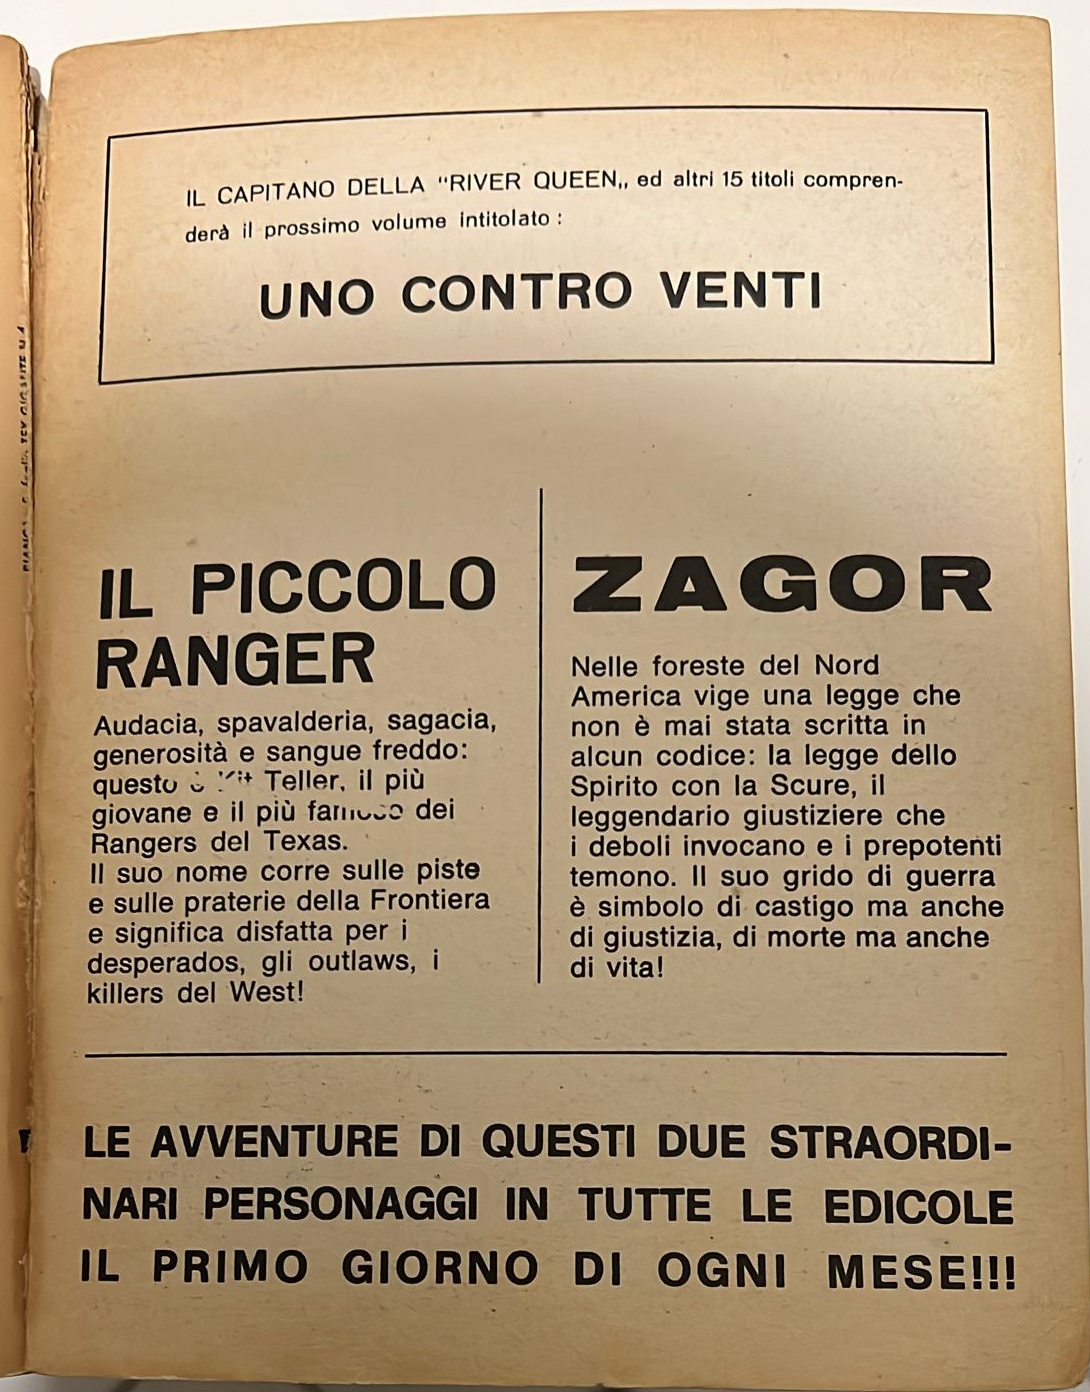 IL CAPITANO DELLA "RIVER QUEEN„ ed altri 15 titoli compren-
derà il prossimo volume intitolato :
UNO CONTRO VENTI
IL PICCOLO
RANGER
Audacia, spavalderia, sagacia,
generosità e sangue freddo:
questo Teller, il più
giovane e il più dei
Rangers del Texas.
Il suo nome corre sulle piste
e sulle praterie della Frontiera
e significa disfatta per i
desperados, gli outlaws, i
killers del West!
ZAGOR
Nelle foreste del Nord
America vige una legge che
non è mai stata scritta in
alcun codice: la legge dello
Spirito con la Scure, il
leggendario giustiziere che
i deboli invocano e i prepotenti
temono. Il suo grido di guerra
è simbolo di castigo ma anche
di giustizia, di morte ma anche
di vita!
LE AVVENTURE DI QUESTI DUE STRAORDI-
NARI PERSONAGGI IN TUTTE LE EDICOLE
IL PRIMO GIORNO DI OGNI MESE!!!